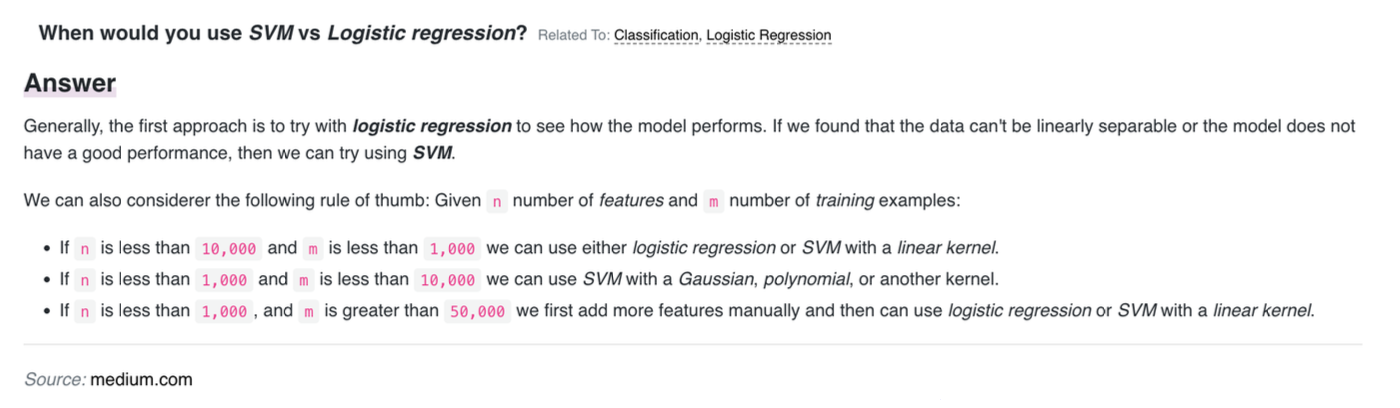 When would you use SVM vs Logistic regression? Related To: Classification, Logistic Regression
Answer
Generally, the first approach is to try with logistic regression to see how the model performs. If we found that the data can't be linearly separable or the model does not
have a good performance, then we can try using SVM.
We can also considerer the following rule of thumb: Given n number of features and m number of training examples:
• If n is less than 10,000 and m is less than 1,000 we can use either logistic regression or SVM with a linear kernel.
• If n is less than 1,000 and m is less than 10,000 we can use SVM with a Gaussian, polynomial, or another kernel.
• If n is less than 1,000 , and m is greater than 50,000 we first add more features manually and then can use logistic regression or SVM with a linear kernel.
Source: medium.com